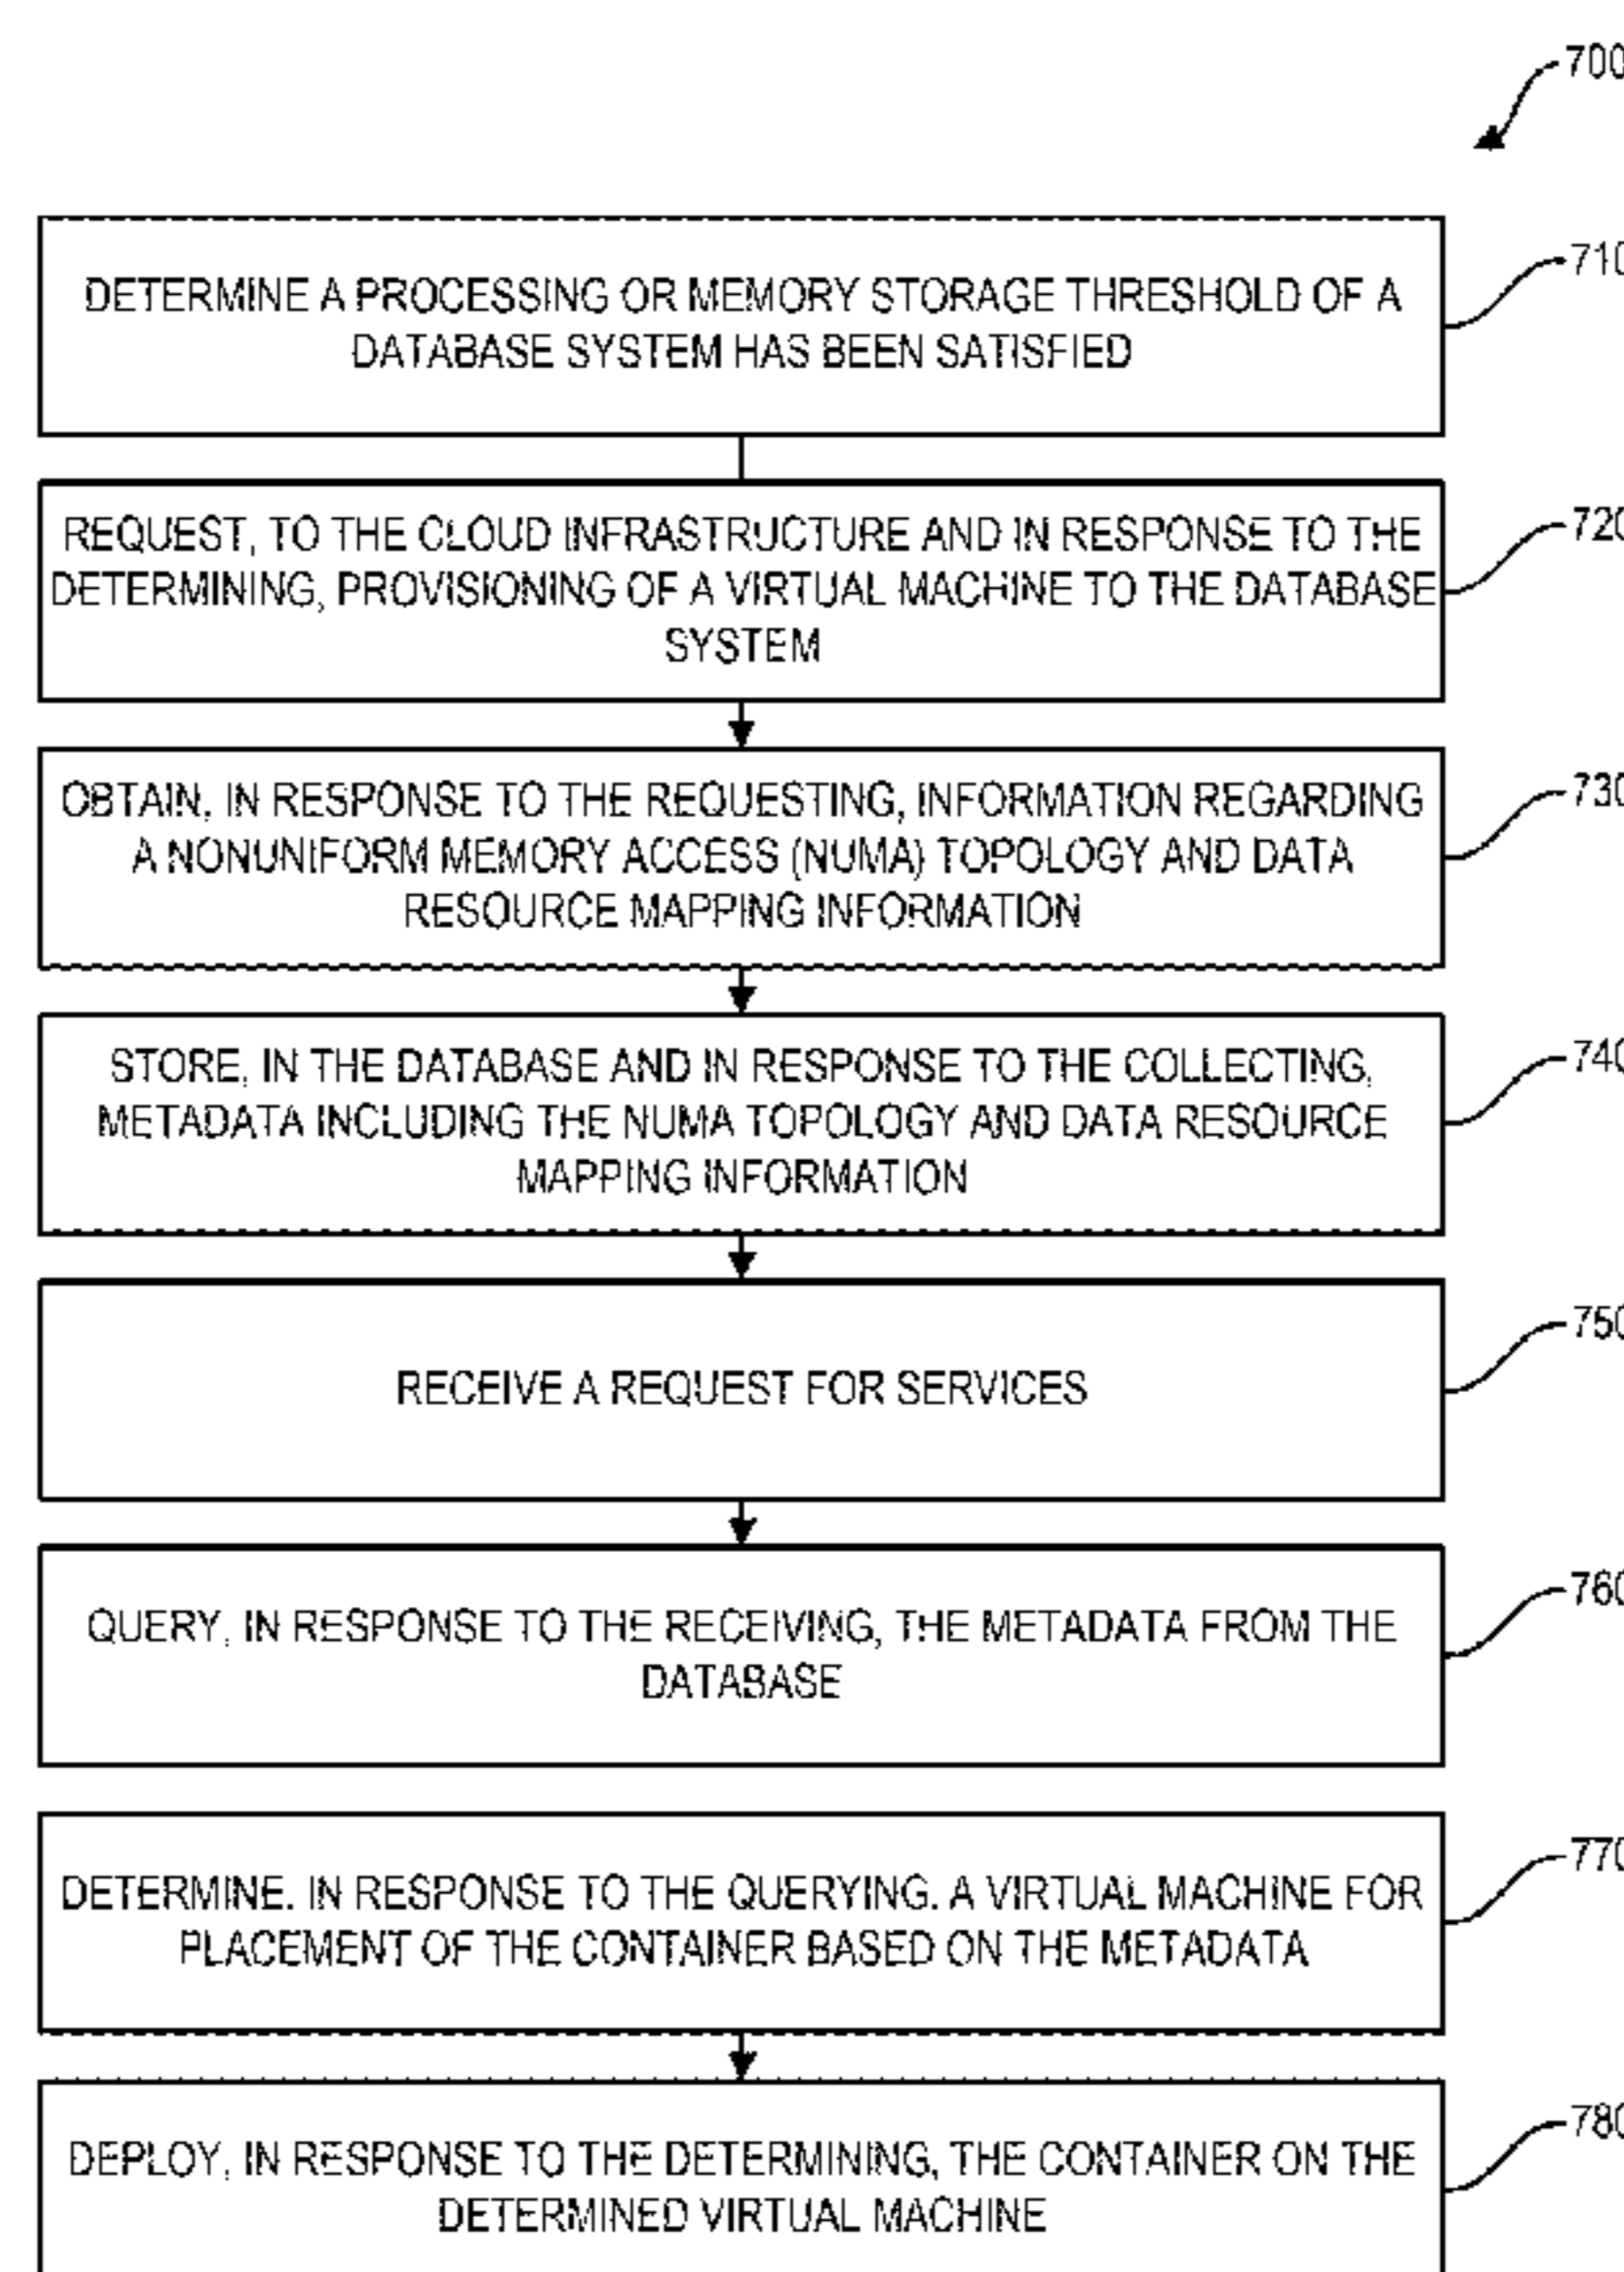 700
DETERMINE A PROCESSING OR MEMORY STORAGE THRESHOLD OF A
DATABASE SYSTEM HAS BEEN SATISFIED
710
REQUEST, TO THE CLOUD INFRASTRUCTURE AND IN RESPONSE TO THE
DETERMINING, PROVISIONING OF A VIRTUAL MACHINE TO THE DATABASE
SYSTEM
720
OBTAIN, IN RESPONSE TO THE REQUESTING, INFORMATION REGARDING
A NONUNIFORM MEMORY ACCESS (NUMA) TOPOLOGY AND DATA
RESOURCE MAPPING INFORMATION
730
STORE, IN THE DATABASE AND IN RESPONSE TO THE COLLECTING,
METADATA INCLUDING THE NUMA TOPOLOGY AND DATA RESOURCE
MAPPING INFORMATION
740
RECEIVE A REQUEST FOR SERVICES
750
QUERY, IN RESPONSE TO THE RECEIVING, THE METADATA FROM THE
DATABASE
760
DETERMINE, IN RESPONSE TO THE QUERYING, A VIRTUAL MACHINE FOR
PLACEMENT OF THE CONTAINER BASED ON THE METADATA
770
DEPLOY, IN RESPONSE TO THE DETERMINING, THE CONTAINER ON THE
DETERMINED VIRTUAL MACHINE
780